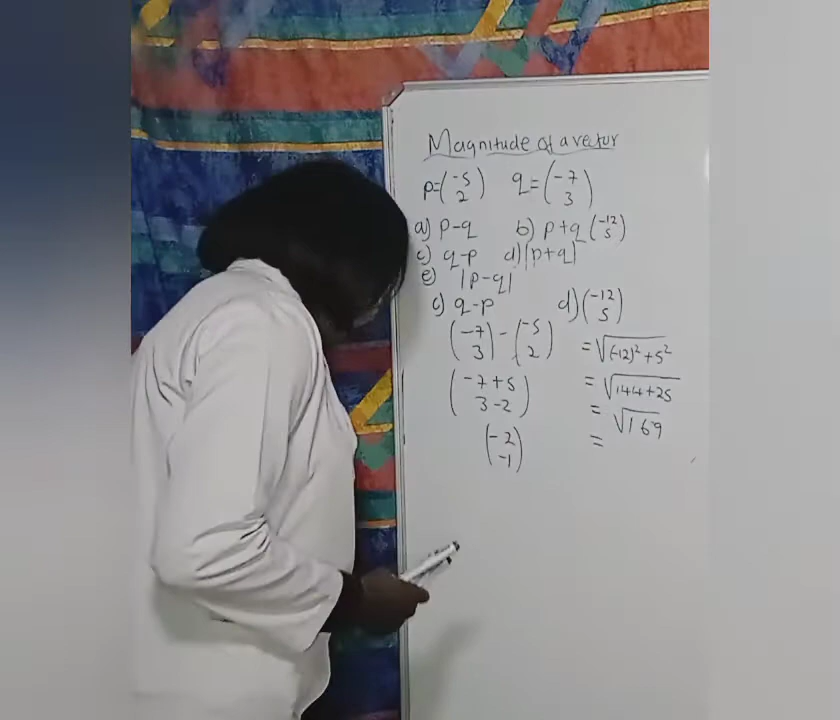 Magnitude of a vector
p=(-5 2) q=(-7 3)
a) p-q b) p+q (-12 5)
c) q-p d) |p+q|
e) |p-q|
c) q-p d) (-12 5)
(-7 3) - (-5 2) = √(-12)² + 5²
(-7+5 3-2) = √144+25
= √169
(-2 -1) =